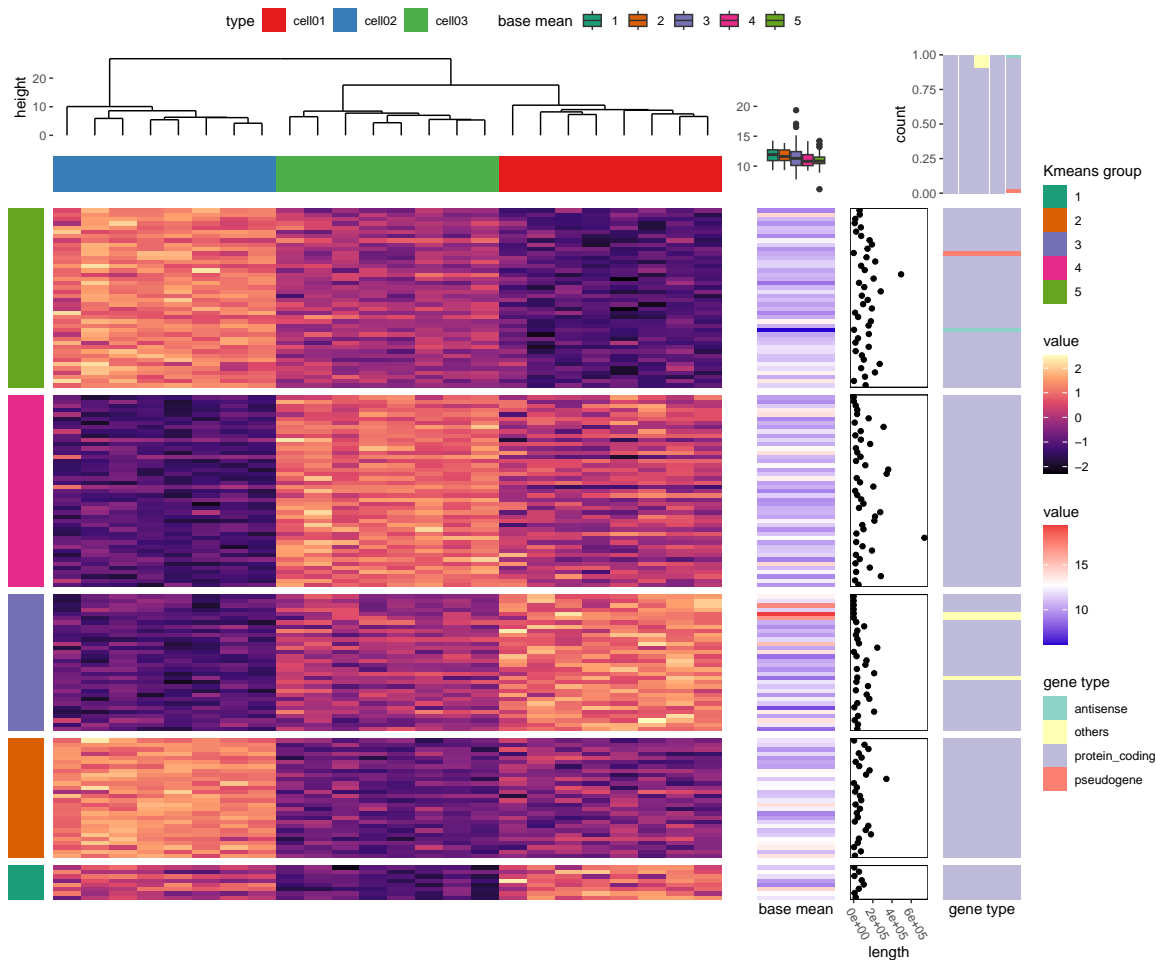 type cell01 cell02 cell03 base mean 1 2 3 4 5
height
20
10
0
20
15
10
count
1.00
0.75
0.50
0.25
0.00
Kmeans group
1
2
3
4
5
value
2
1
0
−1
−2
value
15
10
gene type
antisense
others
protein_coding
pseudogene
base mean
0e+00
2e+05
4e+05
6e+05
length
gene type